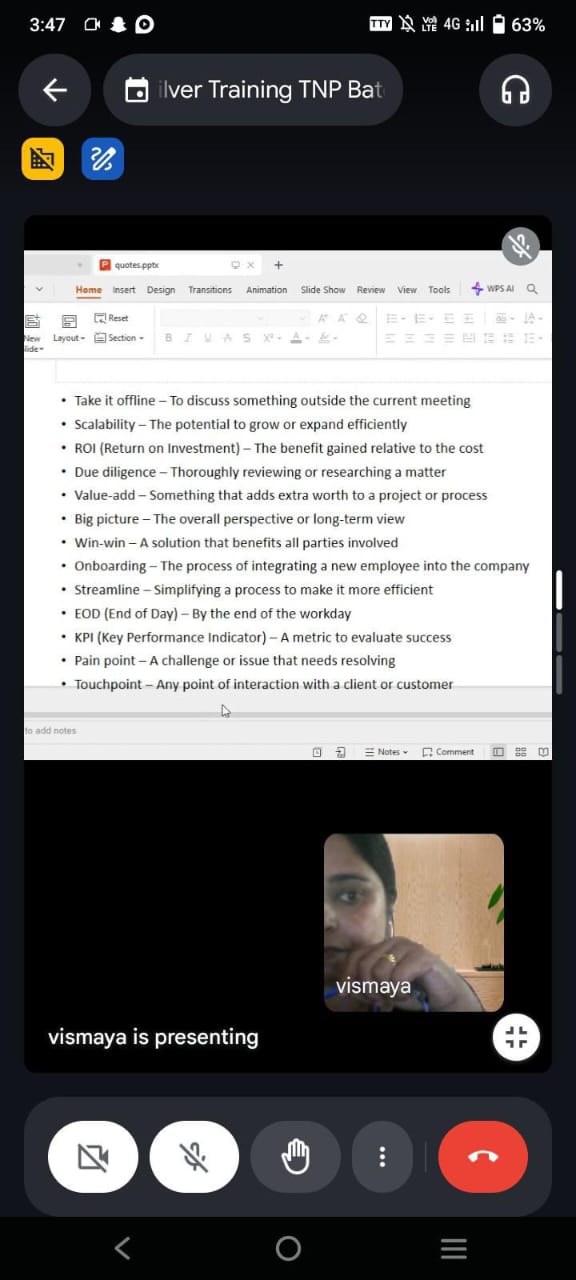 3:47
TTY
Vo)
LTE
4G
63%
ilver Training TNP Bat
quotes.pptx
Home Insert Design Transitions Animation Slide Show Review View Tools WPS AI
New
Layout
Reset
Section
B I U A S X² A
Slide
• Take it offline – To discuss something outside the current meeting
• Scalability – The potential to grow or expand efficiently
• ROI (Return on Investment) – The benefit gained relative to the cost
• Due diligence – Thoroughly reviewing or researching a matter
• Value-add – Something that adds extra worth to a project or process
• Big picture – The overall perspective or long-term view
• Win-win – A solution that benefits all parties involved
• Onboarding – The process of integrating a new employee into the company
• Streamline – Simplifying a process to make it more efficient
• EOD (End of Day) – By the end of the workday
• KPI (Key Performance Indicator) – A metric to evaluate success
• Pain point – A challenge or issue that needs resolving
• Touchpoint – Any point of interaction with a client or customer
to add notes
Notes Comment
vismaya
vismaya is presenting